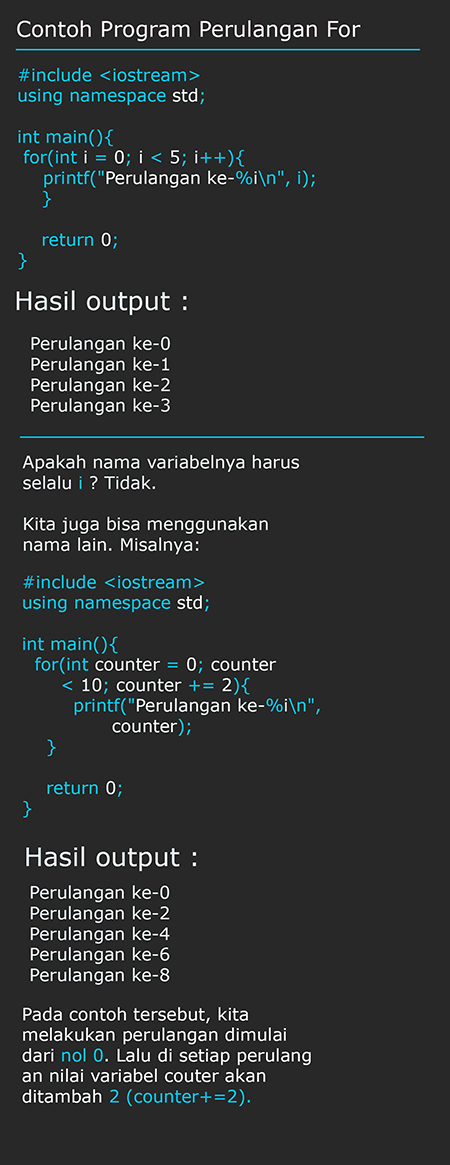 Contoh Program Perulangan For
#include <iostream>
using namespace std;
int main(){
for(int i = 0; i < 5; i++){
printf("Perulangan ke-%i\n", i);
}
return 0;
}
Hasil output :
Perulangan ke-0
Perulangan ke-1
Perulangan ke-2
Perulangan ke-3
Apakah nama variabelnya harus
selalu i ? Tidak.
Kita juga bisa menggunakan
nama lain. Misalnya:
#include <iostream>
using namespace std;
int main(){
for(int counter = 0; counter
< 10; counter += 2){
printf("Perulangan ke-%i\n",
counter);
}
return 0;
}
Hasil output :
Perulangan ke-0
Perulangan ke-2
Perulangan ke-4
Perulangan ke-6
Perulangan ke-8
Pada contoh tersebut, kita
melakukan perulangan dimulai
dari nol 0. Lalu di setiap perulang
an nilai variabel couter akan
ditambah 2 (counter+=2).